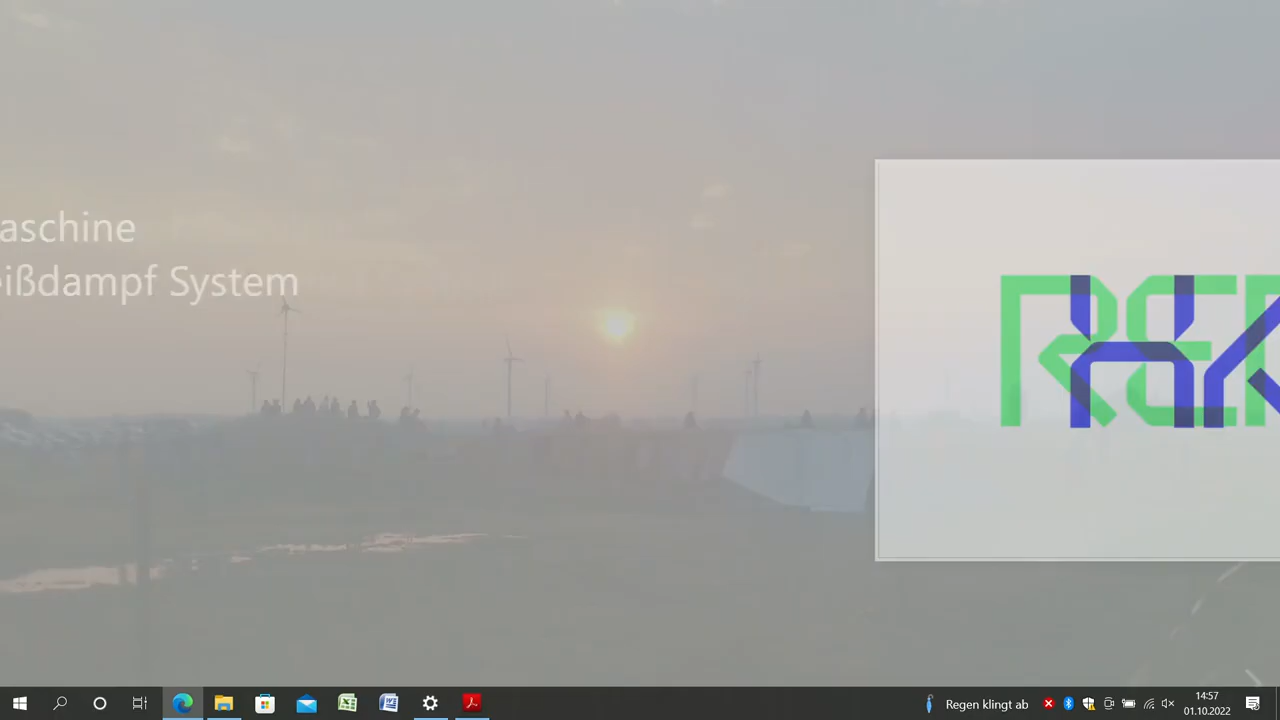 aschine
eißdampf System
Regen klingt ab
14:57
01.10.2022